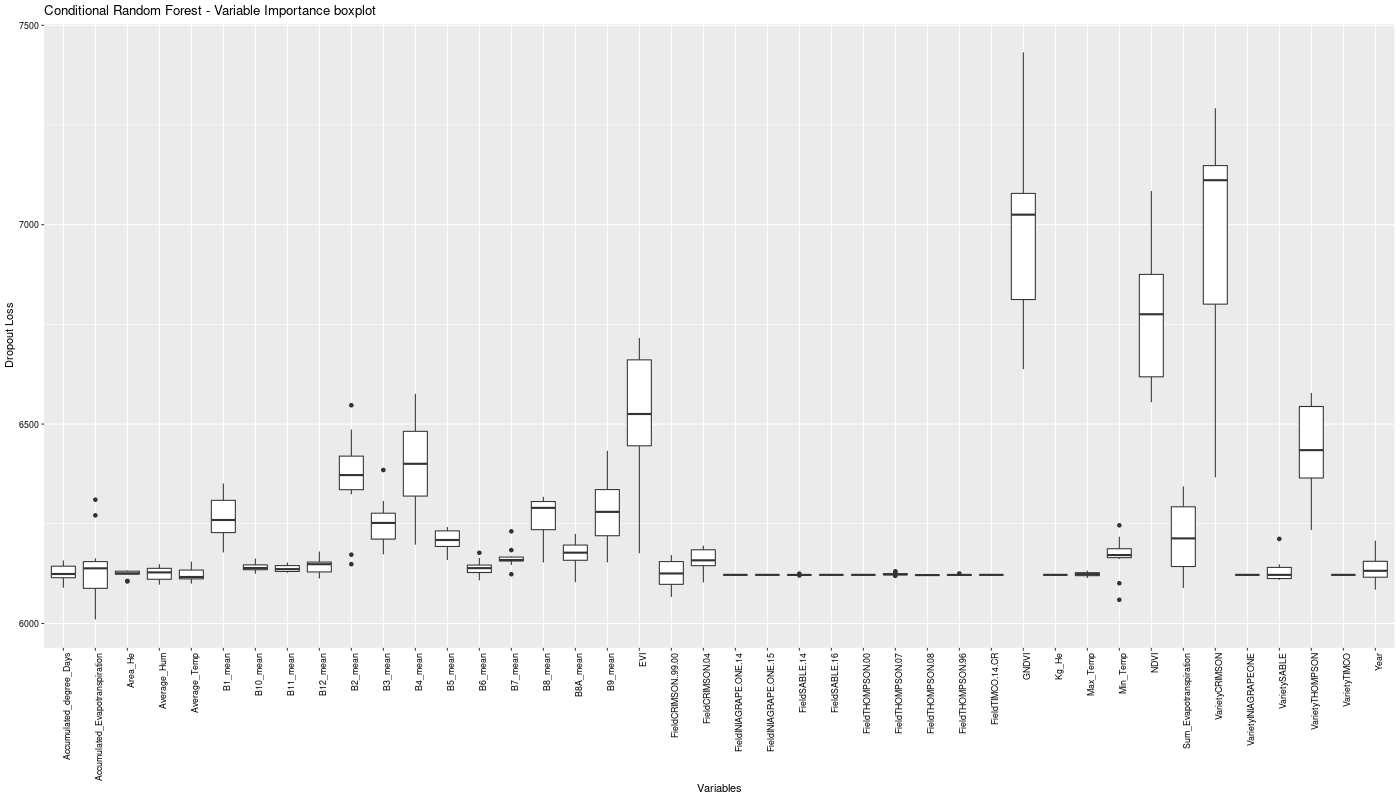 Conditional Random Forest - Variable Importance boxplot
7500
7000
6500
6000
Dropout Loss
Accumulated_degree_Days
Accumulated_Evapotranspiration
Area_He
Average_Hum
Average_Temp
B1_mean
B10_mean
B11_mean
B12_mean
B2_mean
B3_mean
B4_mean
B5_mean
B6_mean
B7_mean
B8_mean
B8A_mean
B9_mean
EVI
FieldCRIMSON.99.00
FieldCRIMSON.04
FieldINIAGRAPE.ONE.14
FieldINIAGRAPE.ONE.15
FieldSABLE.14
FieldSABLE.16
FieldTHOMPSON.00
FieldTHOMPSON.07
FieldTHOMPSON.08
FieldTHOMPSON.96
FieldTIMCO.14.CR
GNDVI
Kg_He
Max_Temp
Min_Temp
NDVI
Sum_Evapotranspiration
VarietyCRIMSON
VarietyINIAGRAPEONE
VarietySABLE
VarietyTHOMPSON
VarietyTIMCO
Year
Variables